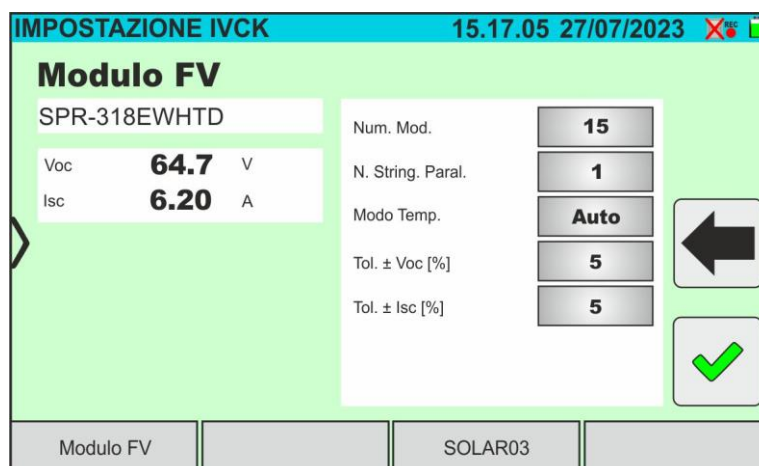 IMPOSTAZIONE IVCK 15.17.05 27/07/2023 REC
Modulo FV
SPR-318EWHTD
Voc 64.7 V
Isc 6.20 A
Num. Mod. 15
N. String. Paral. 1
Modo Temp. Auto
Tol. ± Voc [%] 5
Tol. ± Isc [%] 5
Modulo FV SOLAR03